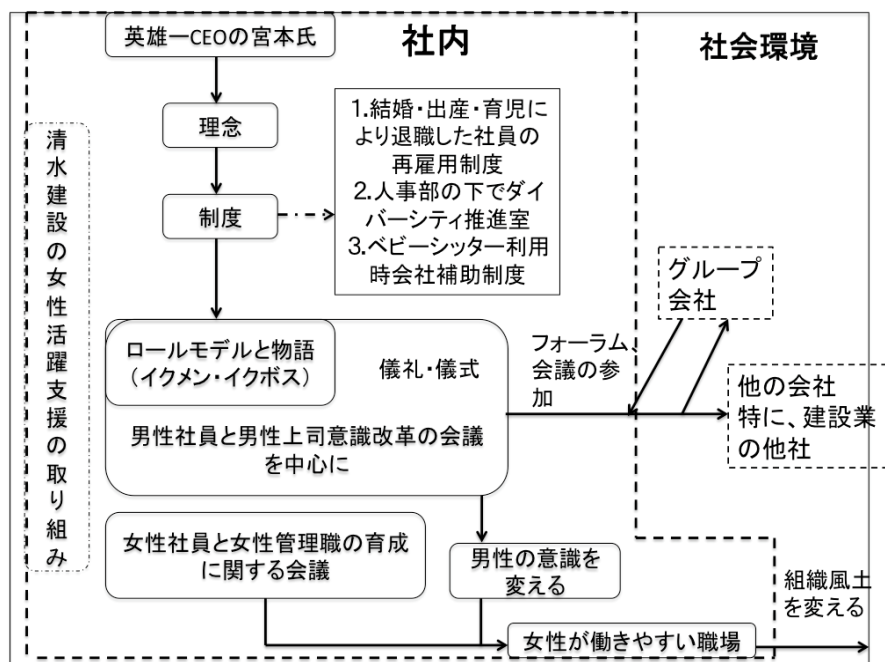 英雄ーCEOの宮本氏
社内
社会環境
理念
清水建設の女性活躍支援の取り組み
1.結婚・出産・育児に
より退職した社員の
再雇用制度
2.人事部の下でダイ
バーシティ推進室
3.ベビーシッター利用
時会社補助制度
制度
グループ
会社
ロールモデルと物語
（イクメン・イクボス）
儀礼・儀式
フォーラム、
会議の参
加
男性社員と男性上司意識改革の会議
を中心に
他の会社
特に、建設業
の他社
女性社員と女性管理職の育成
に関する会議
男性の意識を
変える
組織風土
を変える
女性が働きやすい職場